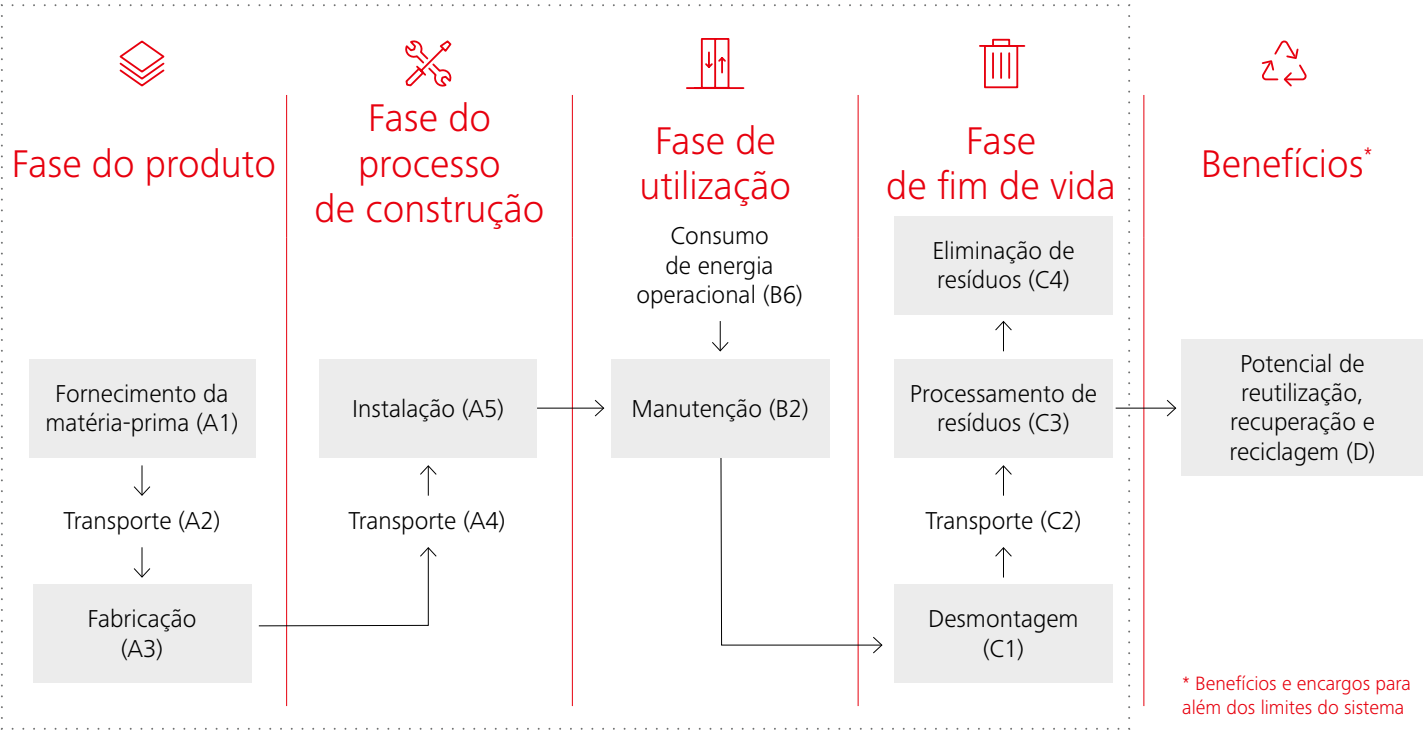 Fase do produto
Fornecimento da
matéria-prima (A1)
Transporte (A2)
Fabricação
(A3)
Fase do
processo
de construção
Instalação (A5)
Transporte (A4)
Fase de
utilização
Consumo
de energia
operacional (B6)
Manutenção (B2)
Fase
de fim de vida
Eliminação de
resíduos (C4)
Processamento de
resíduos (C3)
Transporte (C2)
Desmontagem
(C1)
Benefícios*
Potencial de
reutilização,
recuperação e
reciclagem (D)
* Benefícios e encargos para
além dos limites do sistema